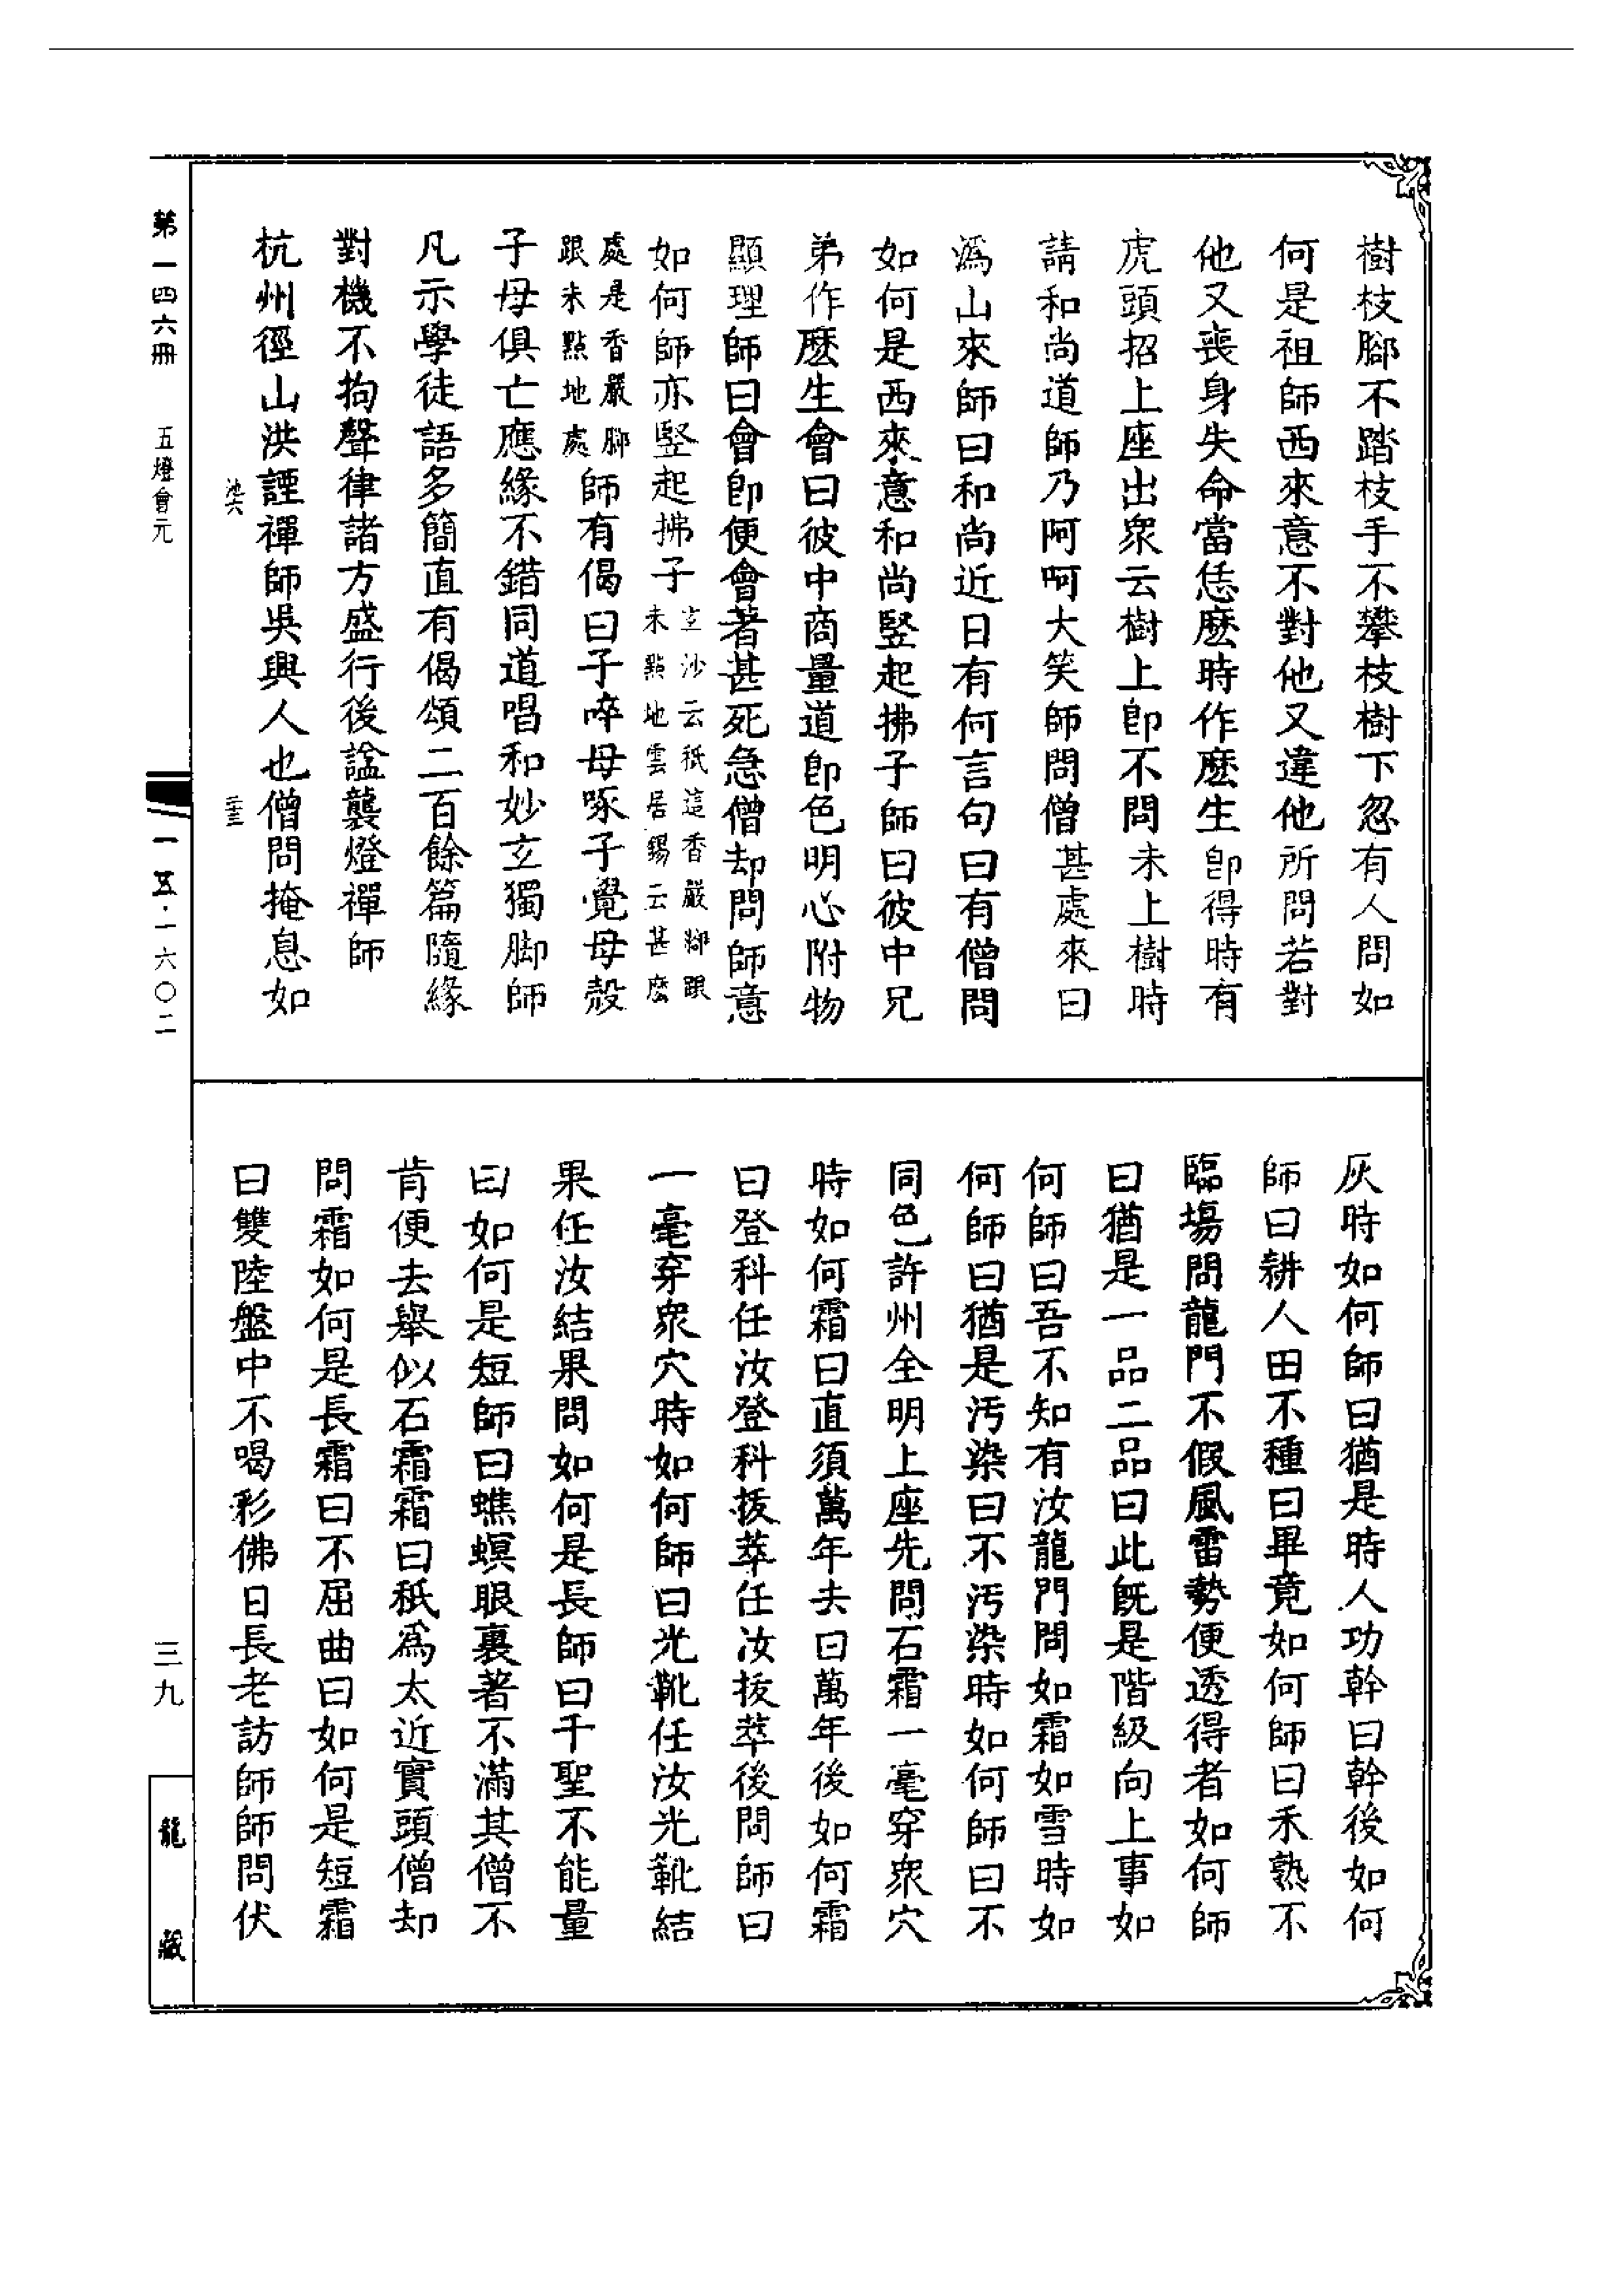 樹枝腳不踏枝手不攀枝樹下忽有人問如
何是祖師西來意不對他又違他所問若對
他又喪身失命當恁麽時作麽生卽得時有
虎頭招上座出衆云樹上卽不問未上樹時
請和尚道師乃呵呵大笑師問僧甚處來曰
潙山來師曰和尚近日有何言句曰有僧問
如何是西來意和尚竪起拂子師曰彼中兄
弟作麽生會曰彼中商量道卽色明心附物
顯理師曰會卽便會著甚死急僧却問師意
如何師亦竪起拂子玄沙云秖這香嚴腳跟未點地雲居錫云甚麽
處是香嚴腳跟未點地處師有偈曰子啐母啄子覺母殼
子母俱亡應緣不錯同道唱和妙玄獨脚師
凡示學徒語多簡直有偈頌二百餘篇隨緣
對機不拘聲律諸方盛行後諡襲燈禪師
杭州徑山洪諲禪師吳興人也僧問掩息如
灰時如何師曰猶是時人功幹曰幹後如何
師曰耕人田不種曰畢竟如何師曰禾熟不
臨場問龍門不假風雷勢便透得者如何師
曰猶是一品二品曰此旣是階級向上事如
何師曰吾不知有汝龍門問如霜如雪時如
何師曰猶是汚染曰不汚染時如何師曰不
同色許州全明上座先問石霜一毫穿衆穴
時如何霜曰直須萬年去曰萬年後如何霜
曰登科任汝登科拔萃任汝拔萃後問師曰
一毫穿衆穴時如何師曰光靴任汝光靴結
果任汝結果問如何是長師曰千聖不能量
曰如何是短師曰蟭螟眼裏著不滿其僧不
肯便去舉似石霜霜曰秖爲太近實頭僧却
問霜如何是長霜曰不屈曲曰如何是短霜
曰雙陸盤中不喝彩佛日長老訪師師問伏
第一四六冊 五燈會元
池六 三三
一五·一六〇二
三九
龍藏